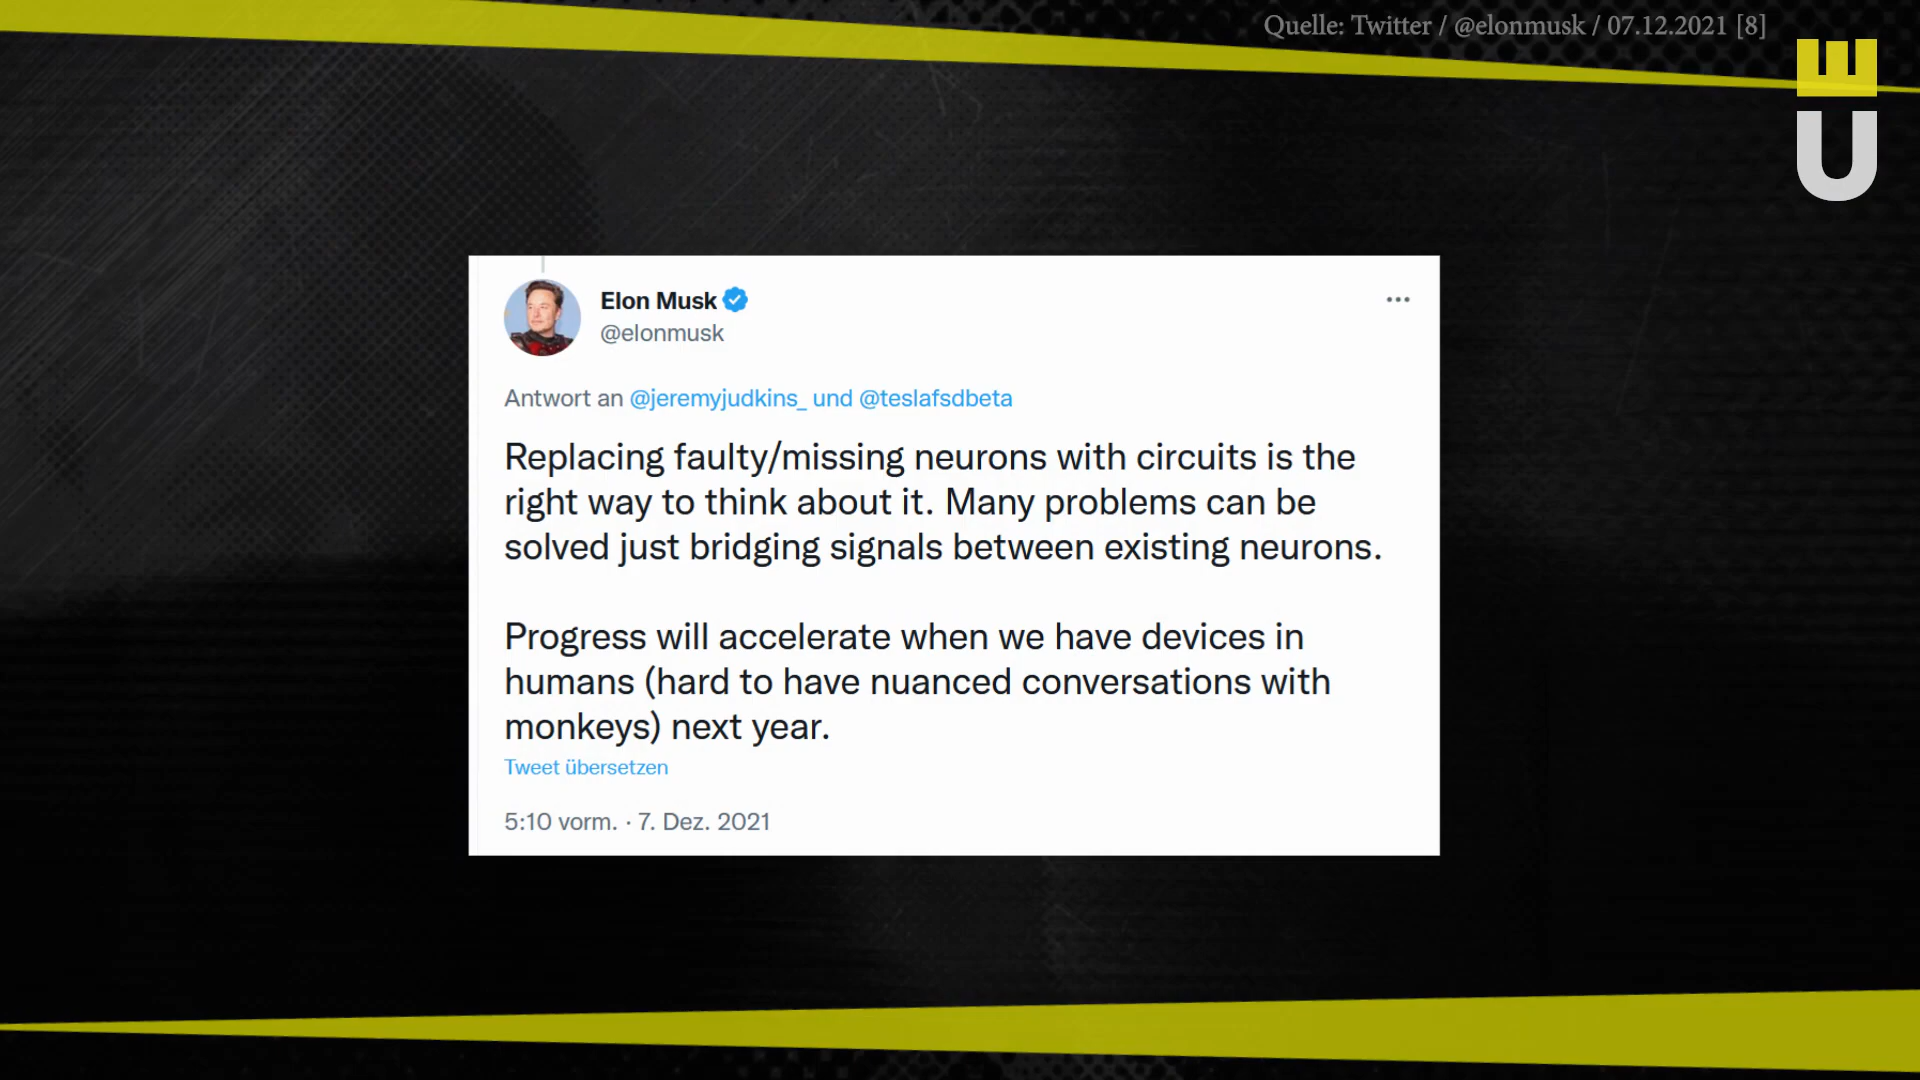 Quelle: Twitter / @elonmusk / 07.12.2021 [8]
EU
Elon Musk
@elonmusk
Antwort an @jeremyjudkins_ und @teslafsdbeta
Replacing faulty/missing neurons with circuits is the
right way to think about it. Many problems can be
solved just bridging signals between existing neurons.
Progress will accelerate when we have devices in
humans (hard to have nuanced conversations with
monkeys) next year.
Tweet übersetzen
5:10 vorm. · 7. Dez. 2021